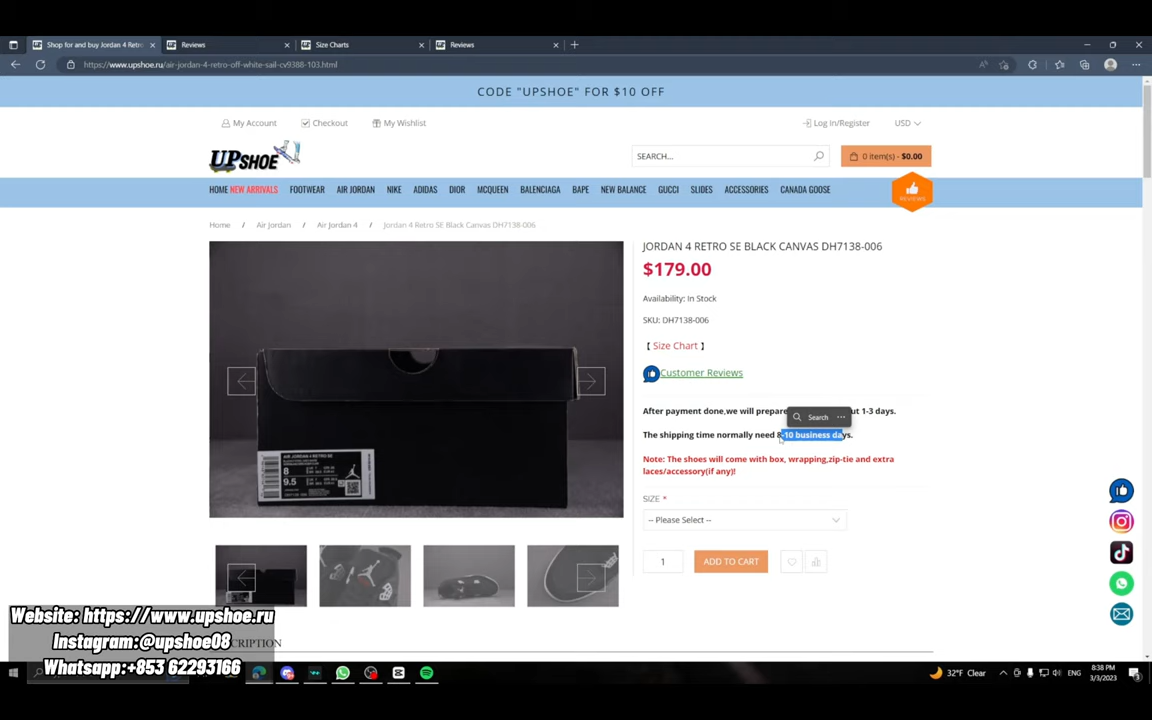 Shop for and buy Jordan 4 Retr
Reviews
Size Charts
Reviews
https://www.upshoe.ru/air-jordan-4-retro-off-white-sail-cv9388-103.html
CODE "UPSHOE" FOR $10 OFF
My Account
Checkout
My Wishlist
Log In/Register
USD
UPSHOE
SEARCH...
0 item(s) - $0.00
HOME NEW ARRIVALS FOOTWEAR AIR JORDAN NIKE ADIDAS DIOR MCQUEEN BALENCIAGA BAPE NEW BALANCE GUCCI SLIDES ACCESSORIES CANADA GOOSE
REVIEWS
Home / Air Jordan / Air Jordan 4 / Jordan 4 Retro SE Black Canvas DH7138-006
JORDAN 4 RETRO SE BLACK CANVAS DH7138-006
$179.00
Availability: In Stock
SKU: DH7138-006
【 Size Chart 】
Customer Reviews
After payment done,we will prepare ut 1-3 days.
Search
The shipping time normally need 8-10 business days.
Note: The shoes will come with box, wrapping,zip-tie and extra
laces/accessory(if any)!
SIZE *
-- Please Select --
1
ADD TO CART
8
9.5
Website: https://www.upshoe.ru
Instagram:@upshoe08
CRIPTION
Whatsapp:+853 62293166
32°F Clear
ENG
8:38 PM
3/3/2023